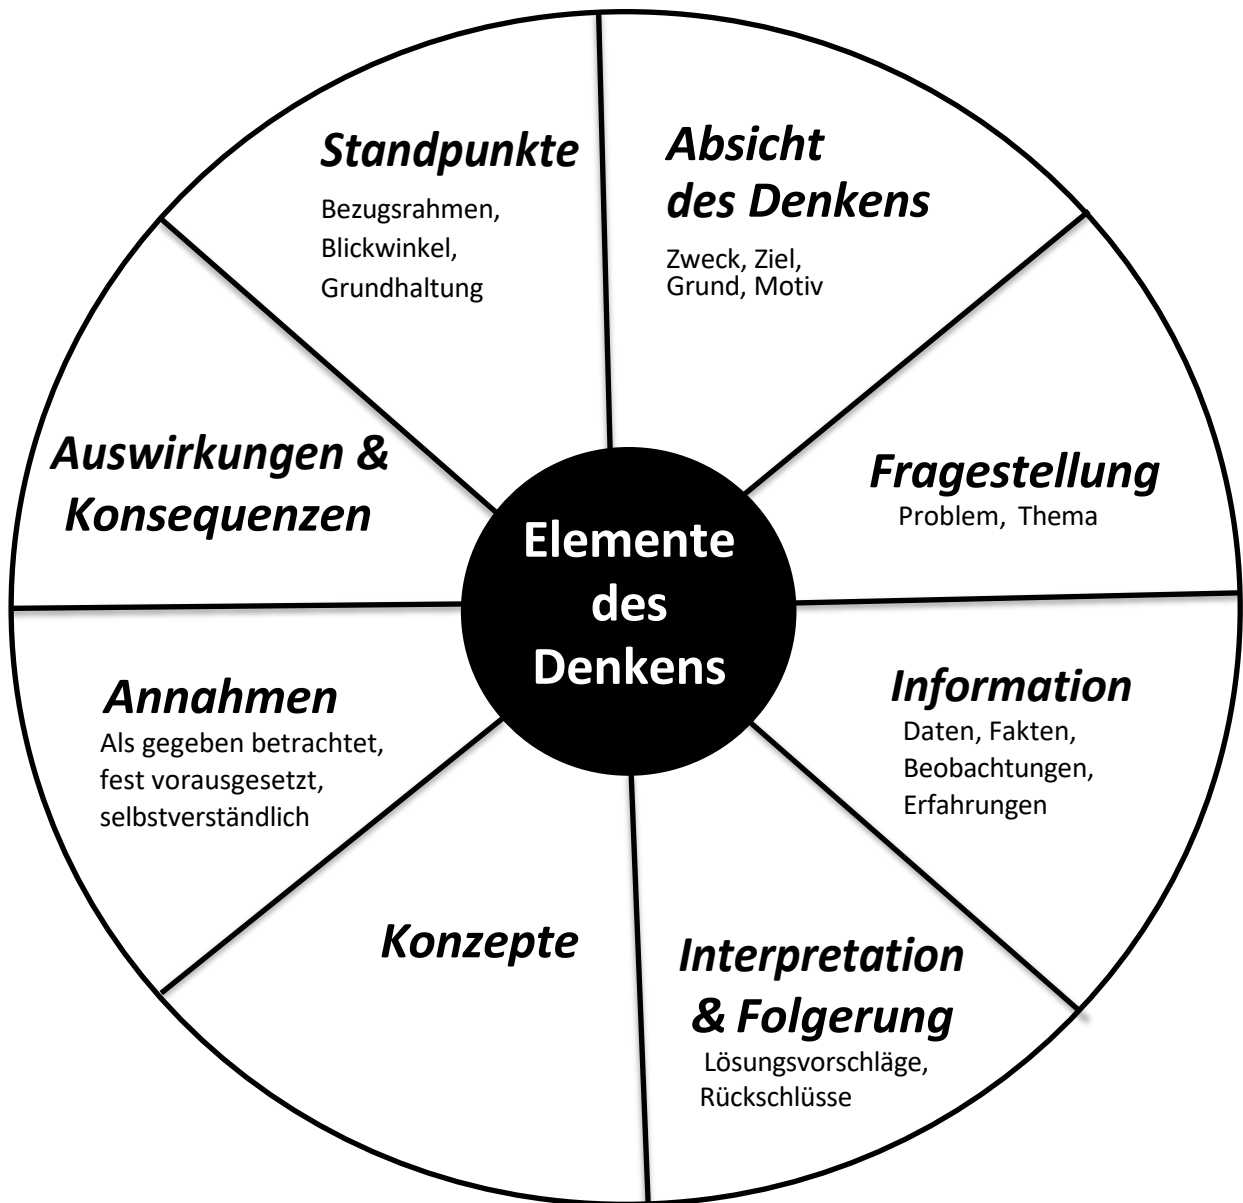 Standpunkte
Bezugsrahmen,
Blickwinkel,
Grundhaltung
Absicht
des Denkens
Zweck, Ziel,
Grund, Motiv
Fragestellung
Problem, Thema
Information
Daten, Fakten,
Beobachtungen,
Erfahrungen
Interpretation
& Folgerung
Lösungsvorschläge,
Rückschlüsse
Konzepte
Annahmen
Als gegeben betrachtet,
fest vorausgesetzt,
selbstverständlich
Auswirkungen &
Konsequenzen
Elemente
des
Denkens